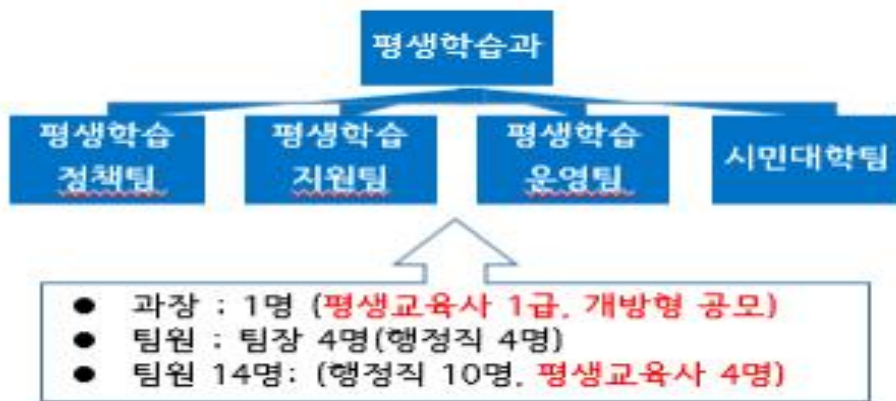 평생학습과
평생학습
정책팀
평생학습
지원팀
평생학습
운영팀
시민대학팀
● 과장 : 1명 (평생교육사 1급, 개방형 공모)
● 팀원 : 팀장 4명(행정직 4명)
● 팀원 14명: (행정직 10명, 평생교육사 4명)